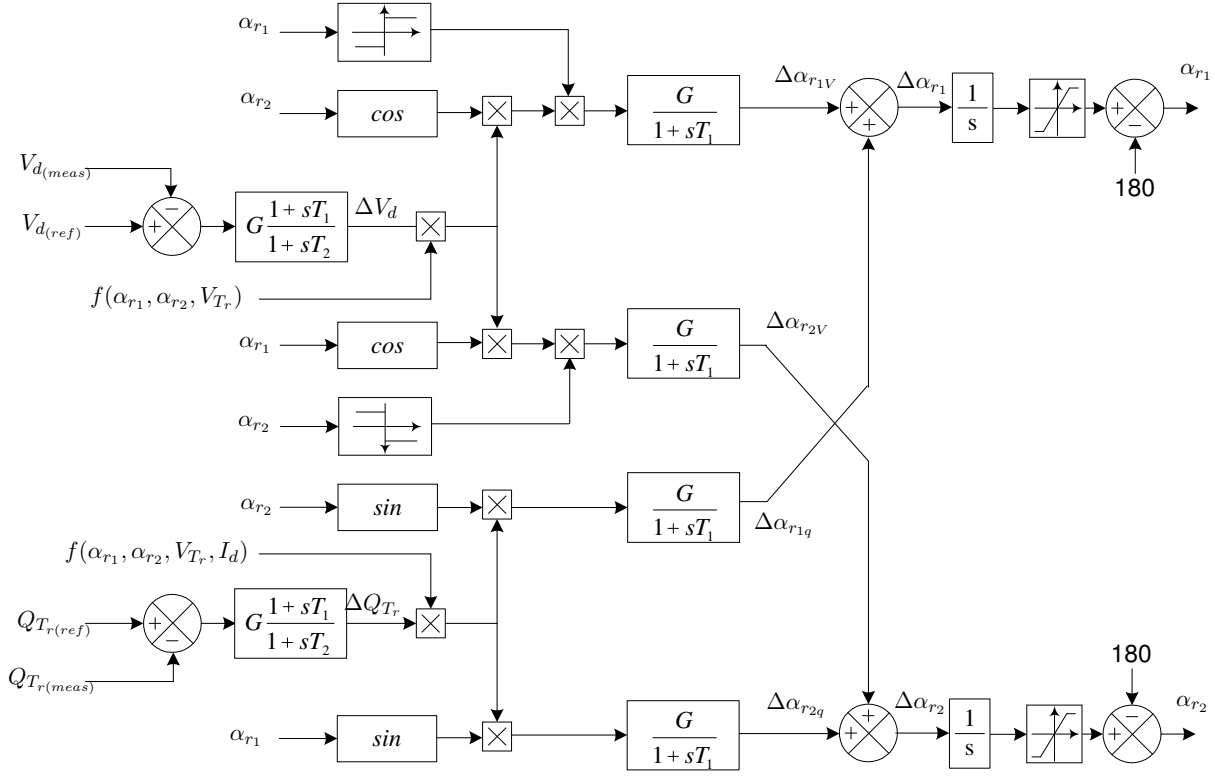 α_{r_1}
α_{r_2} cos × × G / (1 + sT_1) Δα_{r_{1V}} + + Δα_{r_1} 1/s + − α_{r_1}
180
V_{d_{(meas)}}
V_{d_{(ref)}} + − G (1 + sT_1)/(1 + sT_2) ΔV_d ×
f(α_{r_1}, α_{r_2}, V_{T_r})
α_{r_1} cos × × G / (1 + sT_1) Δα_{r_{2V}}
α_{r_2}
α_{r_2} sin × G / (1 + sT_1) Δα_{r_{1q}}
f(α_{r_1}, α_{r_2}, V_{T_r}, I_d)
Q_{T_{r(ref)}} + − G (1 + sT_1)/(1 + sT_2) ΔQ_{T_r} ×
Q_{T_{r(meas)}}
180
α_{r_1} sin × G / (1 + sT_1) Δα_{r_{2q}} + + Δα_{r_2} 1/s + − α_{r_2}